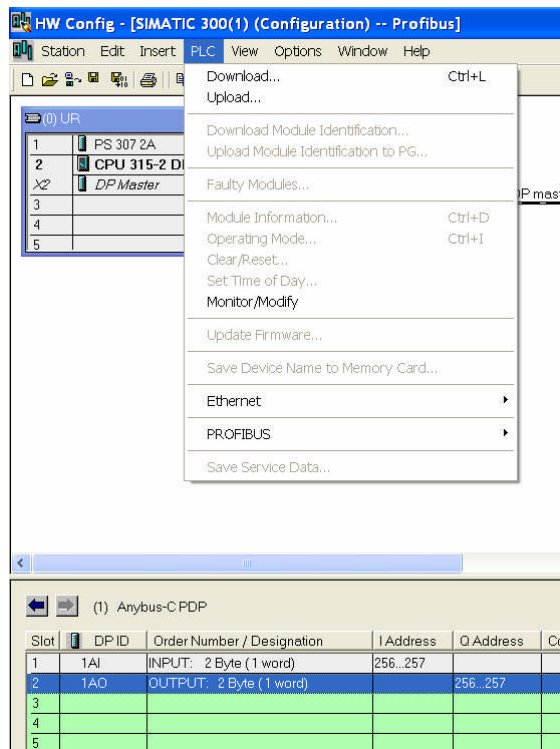 HW Config - [SIMATIC 300(1) (Configuration) -- Profibus]
Station Edit Insert PLC View Options Window Help
Download... Ctrl+L
Upload...
Download Module Identification...
Upload Module Identification to PG...
Faulty Modules...
Module Information... Ctrl+D
Operating Mode... Ctrl+I
Clear/Reset...
Set Time of Day...
Monitor/Modify
Update Firmware...
Save Device Name to Memory Card...
Ethernet
PROFIBUS
Save Service Data...
(0) UR
1 PS 307 2A
2 CPU 315-2 D
X2 DP Master
3
4
5
DP mas
(1) Anybus-C PDP
Slot DP ID Order Number / Designation I Address Q Address Co
1 1AI INPUT: 2 Byte ( 1 word) 256...257
2 1AO OUTPUT: 2 Byte ( 1 word) 256...257
3
4
5